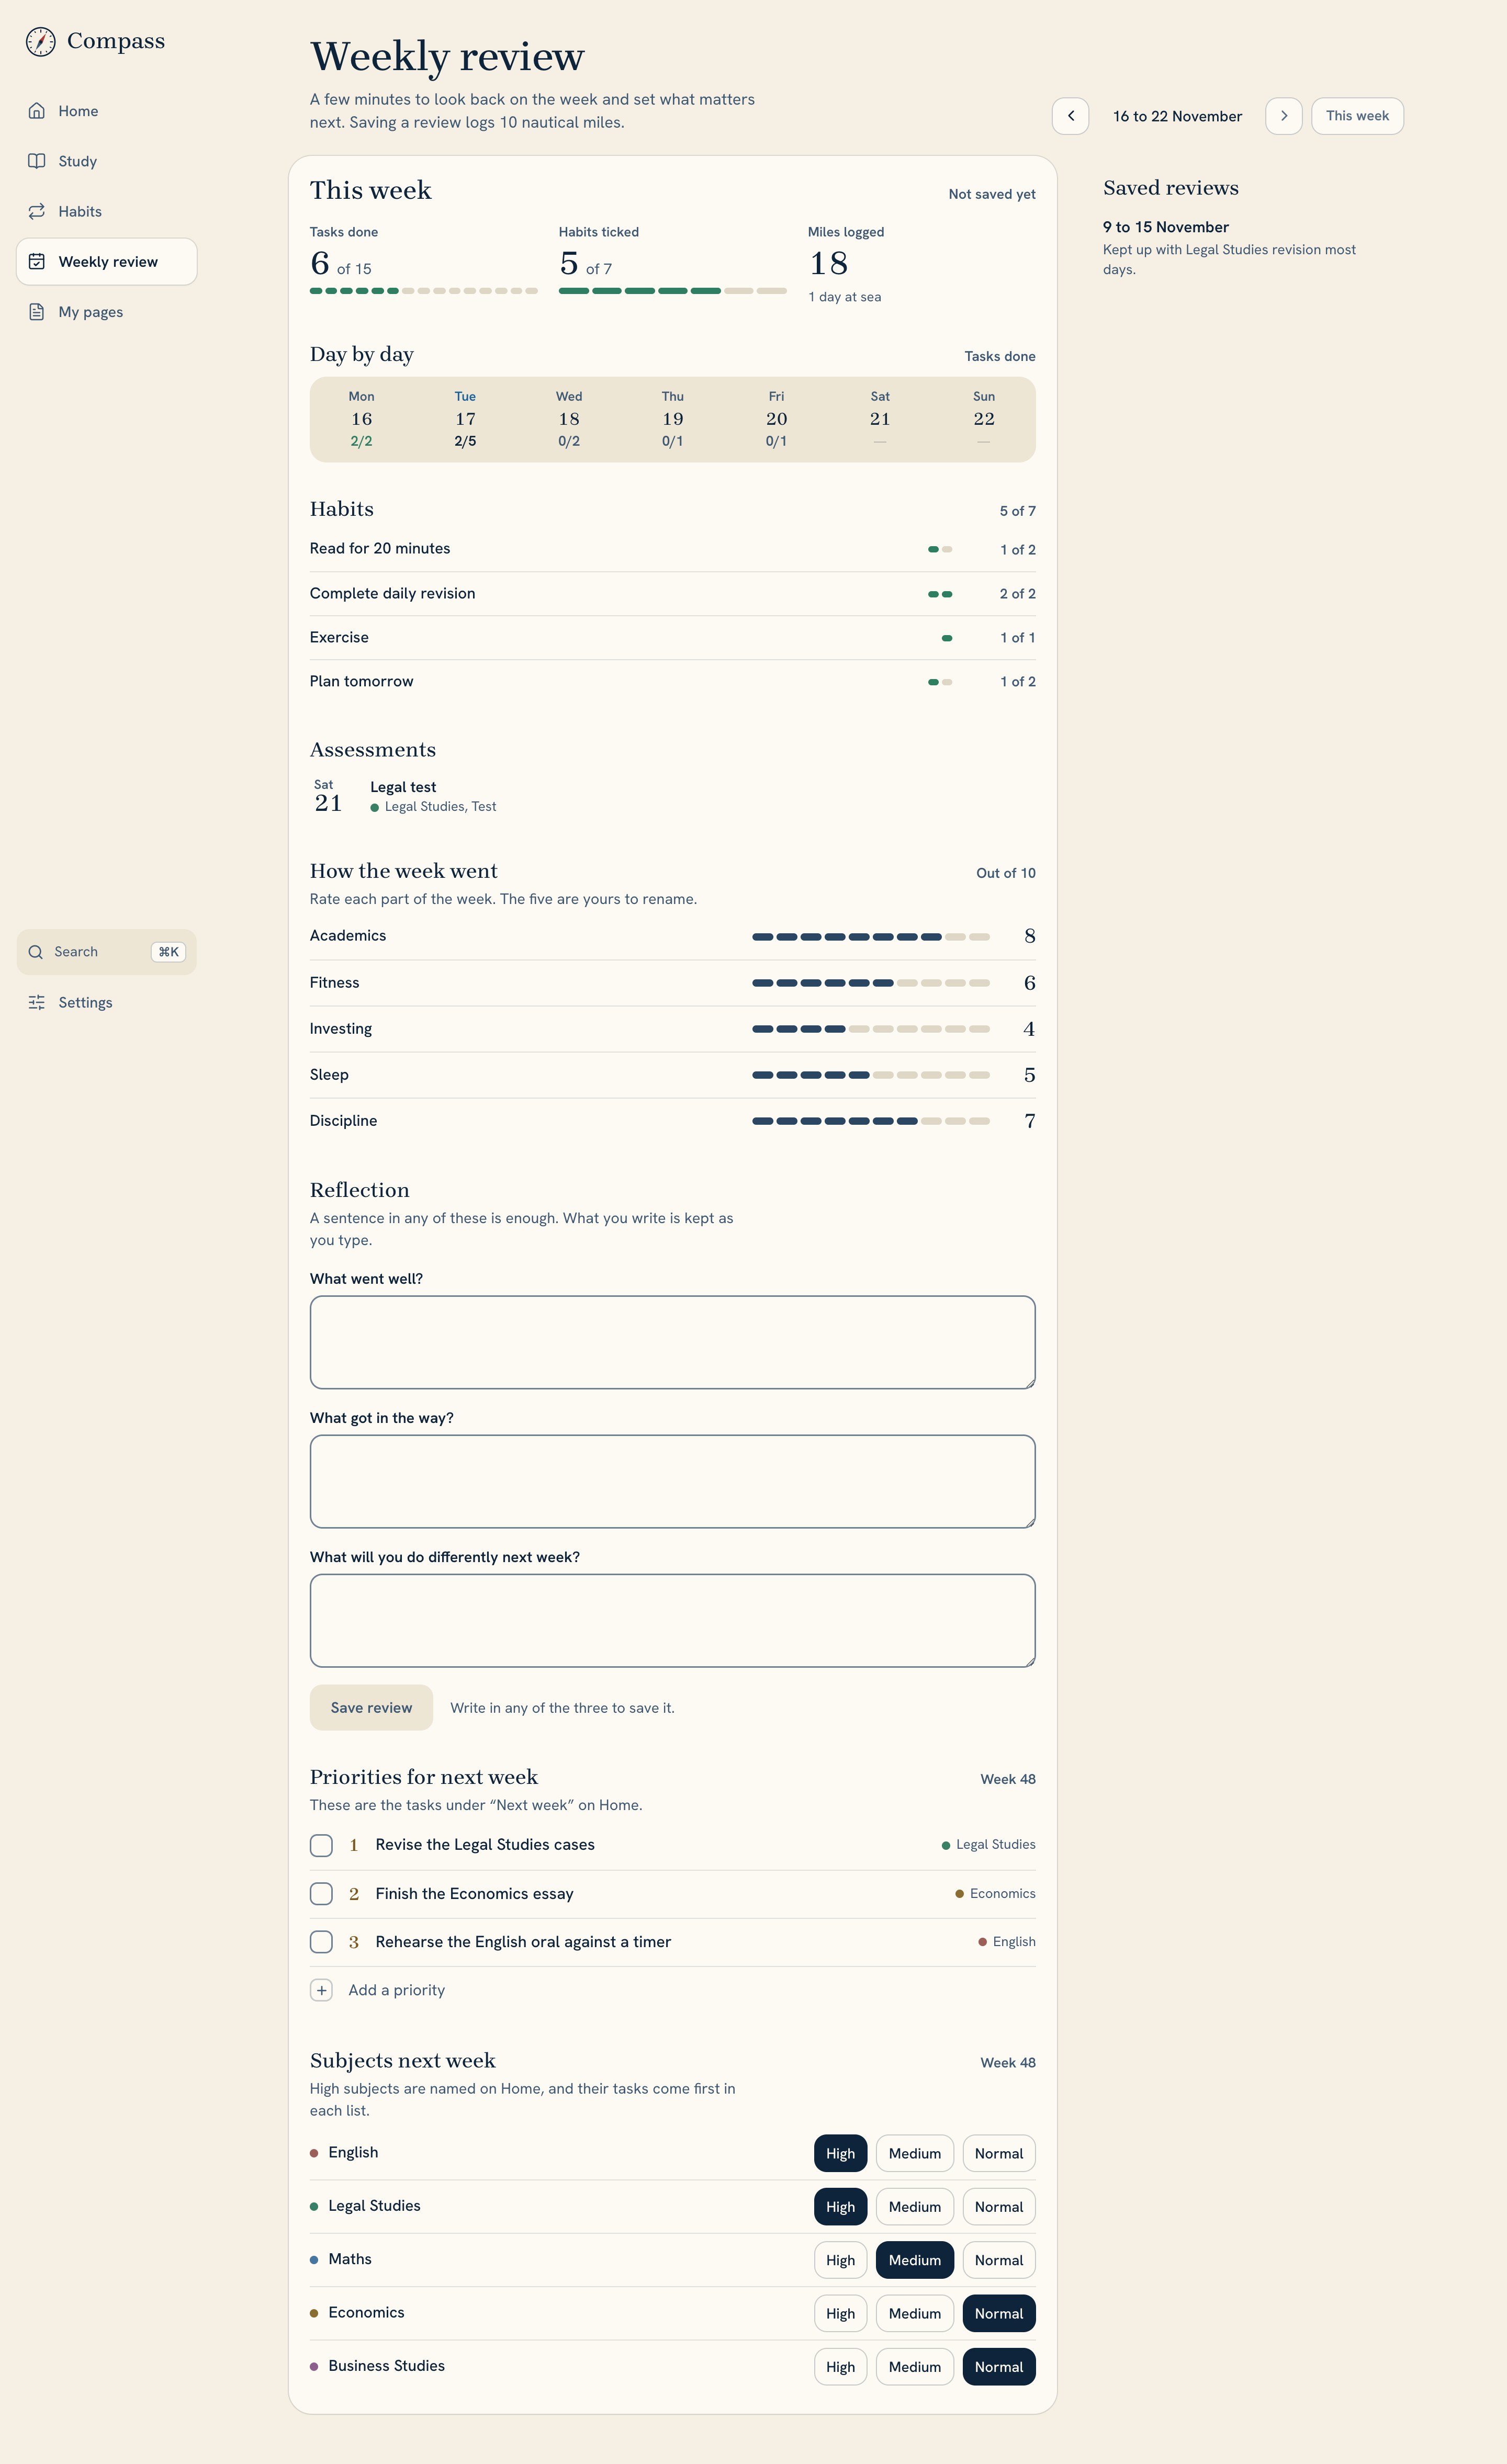 Compass
Home
Study
Habits
Weekly review
My pages
Search ⌘K
Settings
Weekly review
A few minutes to look back on the week and set what matters
next. Saving a review logs 10 nautical miles.
16 to 22 November
This week
This week
Not saved yet
Tasks done
6 of 15
Habits ticked
5 of 7
Miles logged
18
1 day at sea
Day by day
Tasks done
Mon Tue Wed Thu Fri Sat Sun
16 17 18 19 20 21 22
2/2 2/5 0/2 0/1 0/1 — —
Habits
5 of 7
Read for 20 minutes
1 of 2
Complete daily revision
2 of 2
Exercise
1 of 1
Plan tomorrow
1 of 2
Assessments
Sat
21
Legal test
Legal Studies, Test
How the week went
Out of 10
Rate each part of the week. The five are yours to rename.
Academics
8
Fitness
6
Investing
4
Sleep
5
Discipline
7
Reflection
A sentence in any of these is enough. What you write is kept as
you type.
What went well?
What got in the way?
What will you do differently next week?
Save review
Write in any of the three to save it.
Priorities for next week
Week 48
These are the tasks under “Next week” on Home.
1 Revise the Legal Studies cases
Legal Studies
2 Finish the Economics essay
Economics
3 Rehearse the English oral against a timer
English
Add a priority
Subjects next week
Week 48
High subjects are named on Home, and their tasks come first in
each list.
English
High Medium Normal
Legal Studies
High Medium Normal
Maths
High Medium Normal
Economics
High Medium Normal
Business Studies
High Medium Normal
Saved reviews
9 to 15 November
Kept up with Legal Studies revision most
days.